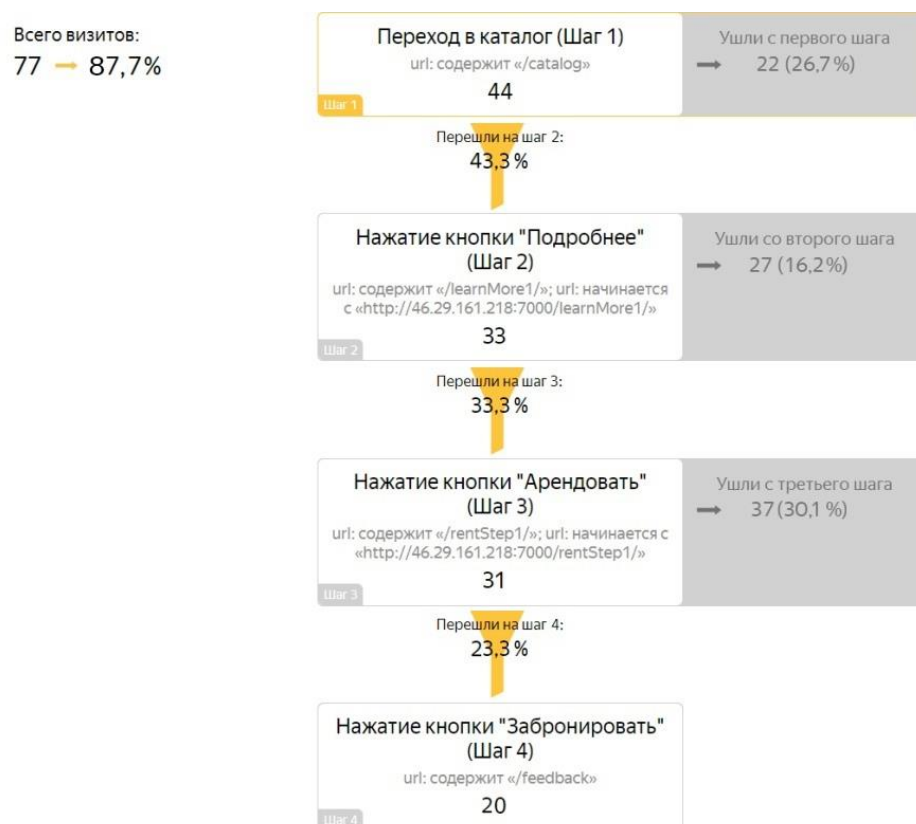 Всего визитов:
77 → 87,7%
Переход в каталог (Шаг 1)
url: содержит «/catalog»
44
Шаг 1
Ушли с первого шага
→ 22 (26,7 %)
Перешли на шаг 2:
43,3 %
Нажатие кнопки "Подробнее"
(Шаг 2)
url: содержит «/learnMore1/»; url: начинается
с «http://46.29.161.218:7000/learnMore1/»
33
Шаг 2
Ушли со второго шага
→ 27 (16,2 %)
Перешли на шаг 3:
33,3 %
Нажатие кнопки "Арендовать"
(Шаг 3)
url: содержит «/rentStep1/»; url: начинается с
«http://46.29.161.218:7000/rentStep1/»
31
Шаг 3
Ушли с третьего шага
→ 37 (30,1 %)
Перешли на шаг 4:
23,3 %
Нажатие кнопки "Забронировать"
(Шаг 4)
url: содержит «/feedback»
20
Шаг 4